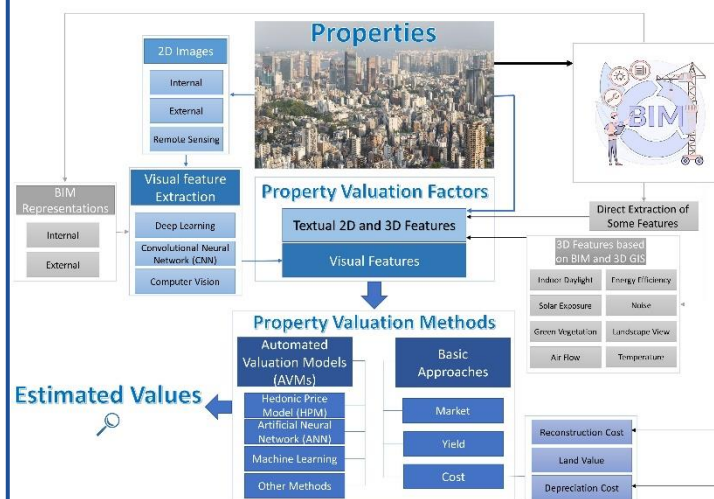 Properties
2D Images
Internal
External
Remote Sensing
BIM
BIM
Representations
Internal
External
Visual feature
Extraction
Deep Learning
Convolutional Neural
Network (CNN)
Computer Vision
Property Valuation Factors
Textual 2D and 3D Features
Visual Features
Direct Extraction of
Some Features
3D Features based
on BIM and 3D GIS
Indoor Daylight
Energy Efficiency
Solar Exposure
Noise
Green Vegetation
Landscape View
Air Flow
Temperature
Property Valuation Methods
Automated
Valuation Models
(AVMs)
Hedonic Price
Model (HPM)
Artificial Neural
Network (ANN)
Machine Learning
Other Methods
Basic
Approaches
Market
Yield
Cost
Reconstruction Cost
Land Value
Depreciation Cost
Estimated Values